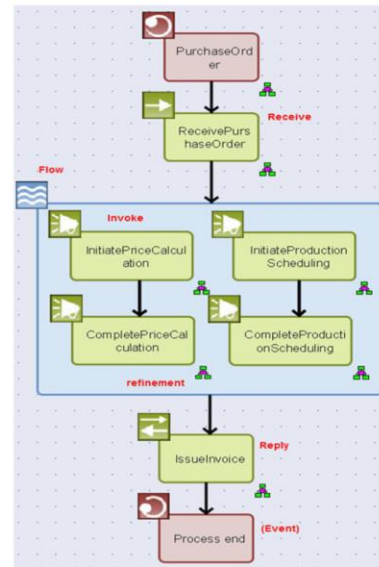 PurchaseOrd
er
Receive
ReceivePurs
haseOrder
Flow
Invoke
InitiatePriceCalcul
ation
InitiateProduction
Scheduling
CompletePriceCal
culation
CompleteProducti
onScheduling
refinement
Reply
IssueInvoice
(Event)
Process end